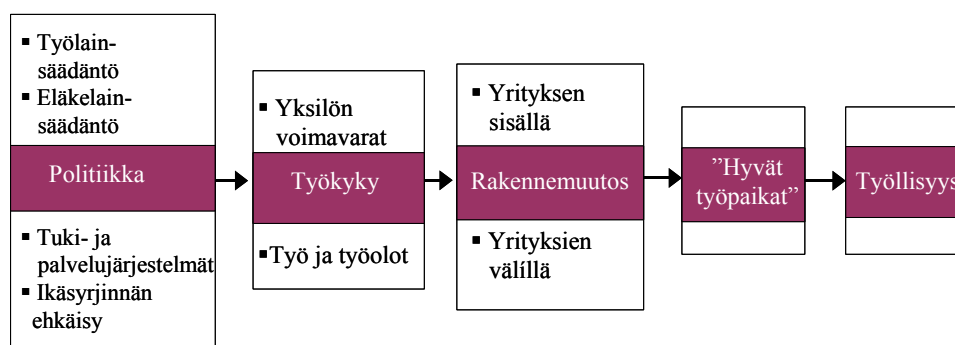 ▪ Työlain-
säädäntö
▪ Eläkelain-
säädäntö
Politiikka
▪ Tuki- ja
palvelujärjestelmät
▪ Ikäsyrjinnän
ehkäisy
▪ Yksilön
voimavarat
Työkyky
▪Työ ja työolot
▪ Yrityksen
sisällä
Rakennemuutos
▪ Yrityksien
välillä
”Hyvät
työpaikat”
Työllisyys